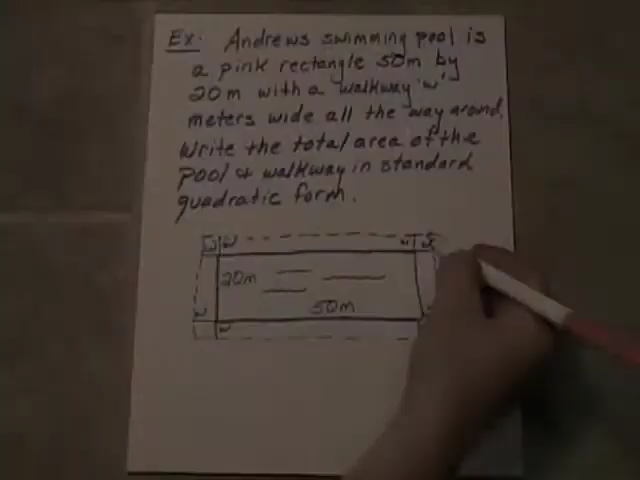 Ex. Andrews swimming pool is
a pink rectangle 50m by
20m with a walkway 'w'
meters wide all the way around.
Write the total area of the
pool & walkway in standard
quadratic form.
w w w w
20m
50m
w w